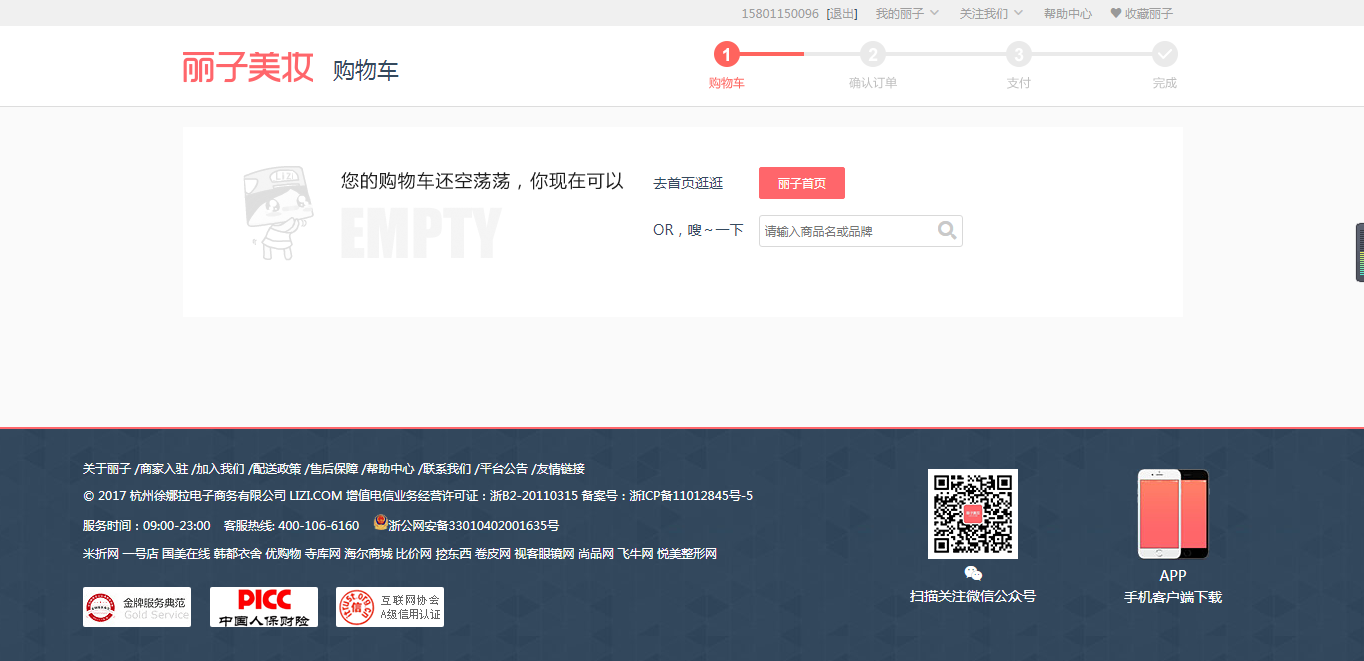 15801150096 [退出] 我的丽子 关注我们 帮助中心 ♥ 收藏丽子
丽子美妆 购物车
1 2 3
购物车 确认订单 支付 完成
LIZI
您的购物车还空荡荡，你现在可以 去首页逛逛 丽子首页
EMPTY
OR，嗖~一下 请输入商品名或品牌
关于丽子 /商家入驻 /加入我们 /配送政策 /售后保障 /帮助中心 /联系我们 /平台公告 /友情链接
© 2017 杭州徐娜拉电子商务有限公司 LIZI.COM 增值电信业务经营许可证：浙B2-20110315 备案号：浙ICP备11012845号-5
服务时间：09:00-23:00 客服热线: 400-106-6160 浙公网安备33010402001635号
米折网 一号店 国美在线 韩都衣舍 优购物 寺库网 海尔商城 比价网 挖东西 卷皮网 视客眼镜网 尚品网 飞牛网 悦美整形网
金牌服务典范
Gold Service
PICC
中国人保财险
ITRUST.ORG.CN
信
互联网协会
A级信用认证
扫描关注微信公众号
APP
手机客户端下载